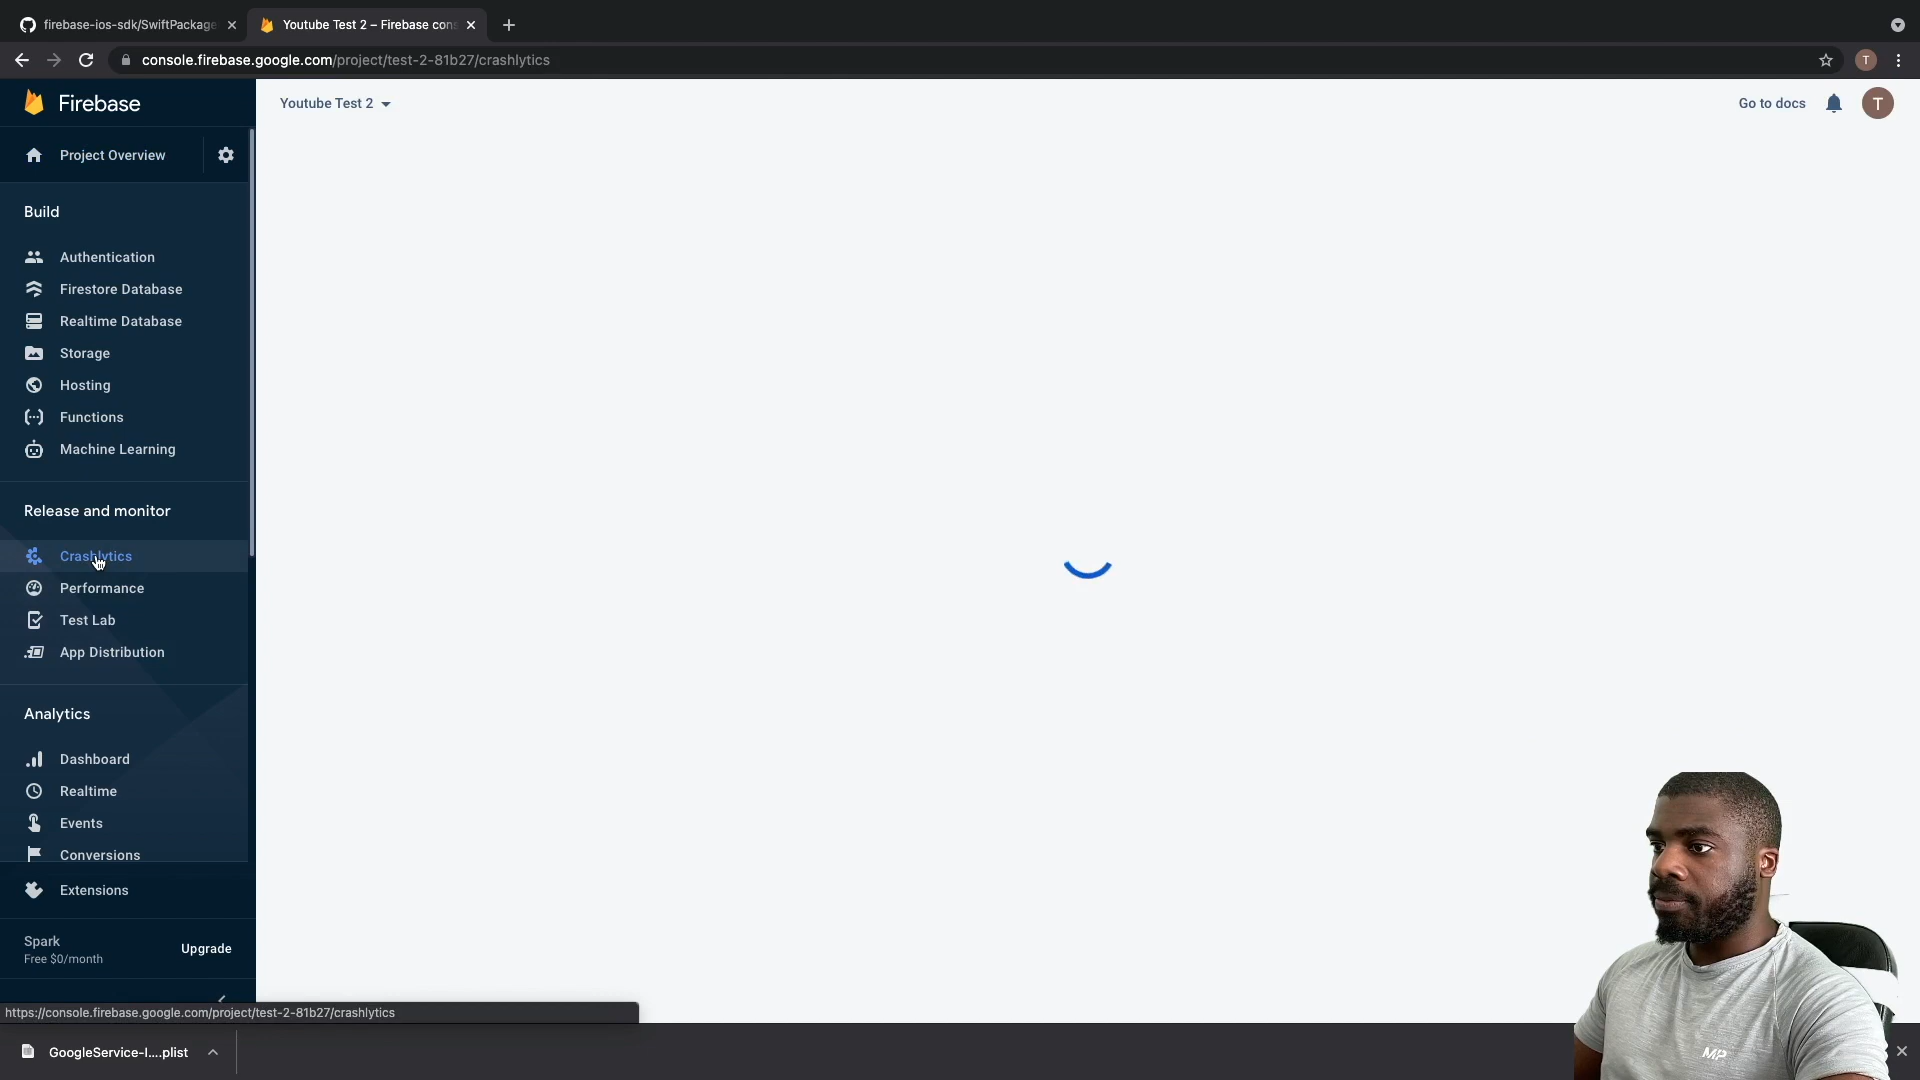 firebase-ios-sdk/SwiftPackage
Youtube Test 2 – Firebase con
console.firebase.google.com/project/test-2-81b27/crashlytics
T
Firebase
Youtube Test 2
Go to docs
T
Project Overview
Build
Authentication
Firestore Database
Realtime Database
Storage
Hosting
Functions
Machine Learning
Release and monitor
Crashlytics
Performance
Test Lab
App Distribution
Analytics
Dashboard
Realtime
Events
Conversions
Extensions
Spark
Free $0/month
Upgrade
https://console.firebase.google.com/project/test-2-81b27/crashlytics
GoogleService-I....plist
MP